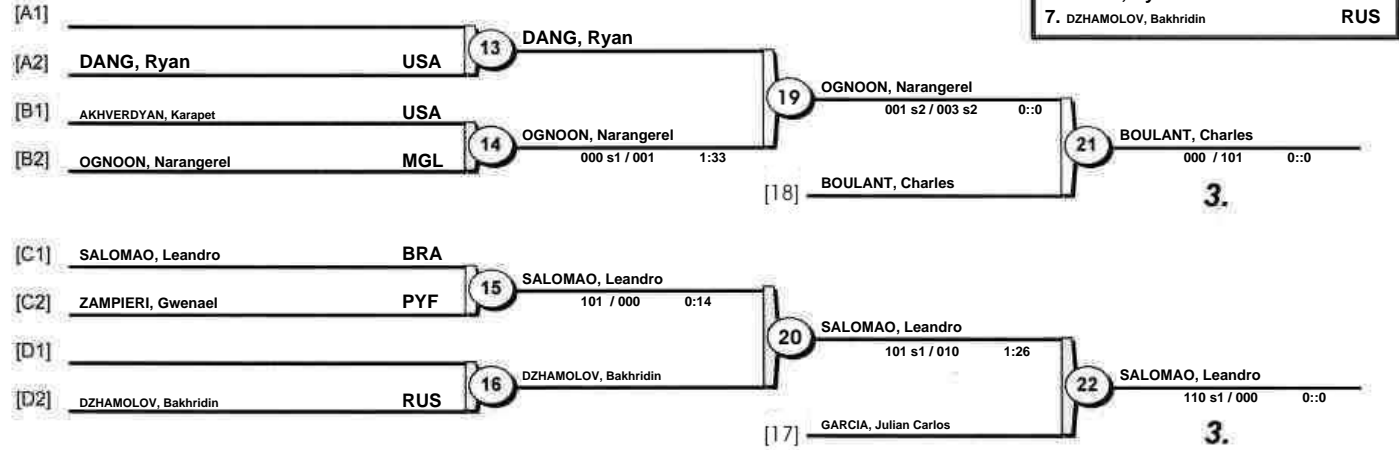 7. DZHAMOLOV, Bakhridin RUS
[A1]
[A2] DANG, Ryan USA
13 DANG, Ryan
[B1] AKHVERDYAN, Karapet USA
[B2] OGNOON, Narangerel MGL
14 OGNOON, Narangerel
000 s1 / 001 1:33
19 OGNOON, Narangerel
001 s2 / 003 s2 0::0
[18] BOULANT, Charles
21 BOULANT, Charles
000 / 101 0::0
3.
[C1] SALOMAO, Leandro BRA
[C2] ZAMPIERI, Gwenael PYF
15 SALOMAO, Leandro
101 / 000 0:14
[D1]
[D2] DZHAMOLOV, Bakhridin RUS
16 DZHAMOLOV, Bakhridin
20 SALOMAO, Leandro
101 s1 / 010 1:26
[17] GARCIA, Julian Carlos
22 SALOMAO, Leandro
110 s1 / 000 0::0
3.